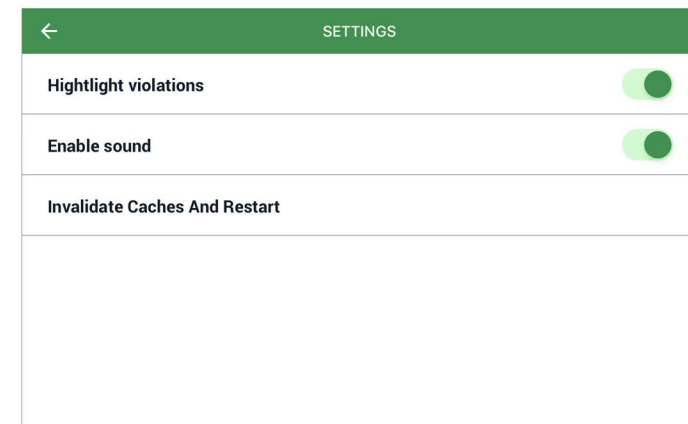 SETTINGS
Hightlight violations
Enable sound
Invalidate Caches And Restart